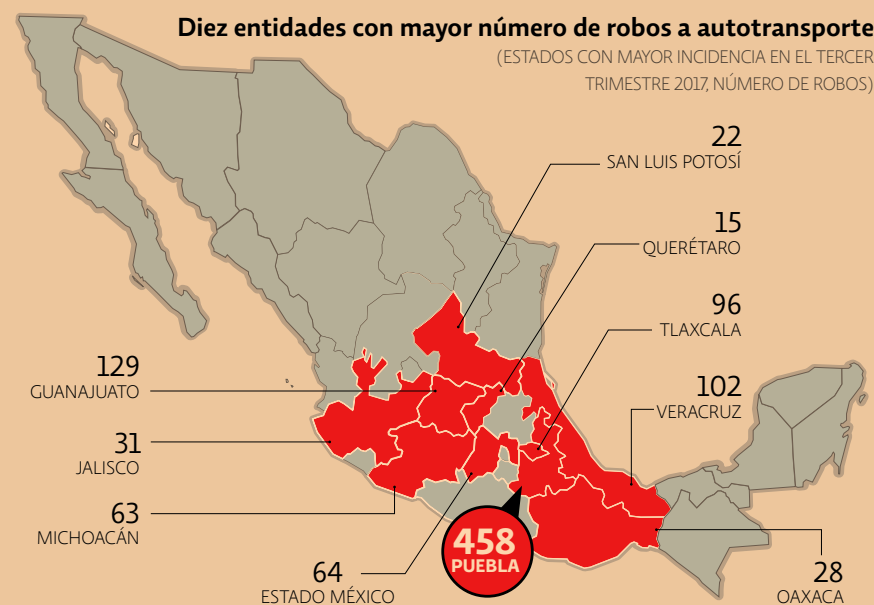 Diez entidades con mayor número de robos a autotransporte
(ESTADOS CON MAYOR INCIDENCIA EN EL TERCER
TRIMESTRE 2017, NÚMERO DE ROBOS)
22
SAN LUIS POTOSÍ
15
QUERÉTARO
96
TLAXCALA
129
GUANAJUATO
102
VERACRUZ
31
JALISCO
63
MICHOACÁN
458
PUEBLA
64
ESTADO MÉXICO
28
OAXACA